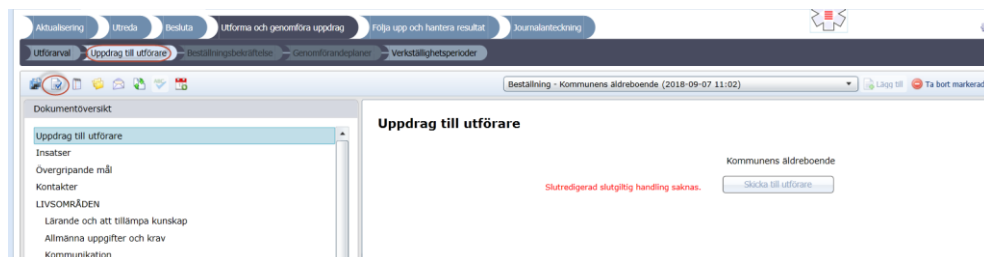 Aktualisering Utreda Besluta Utforma och genomföra uppdrag Följa upp och hantera resultat Journalanteckning
Utförarval Uppdrag till utförare Beställningsbekräftelse Genomförandeplaner Verkställighetsperioder
Beställning - Kommunens äldreboende (2018-09-07 11:02) Lägg till Ta bort markerad
Dokumentöversikt
Uppdrag till utförare
Uppdrag till utförare
Insatser
Kommunens äldreboende
Övergripande mål
Kontakter
Slutredigerad slutgiltig handling saknas. Skicka till utförare
LIVSOMRÅDEN
Lärande och att tillämpa kunskap
Allmänna uppgifter och krav
Kommunikation